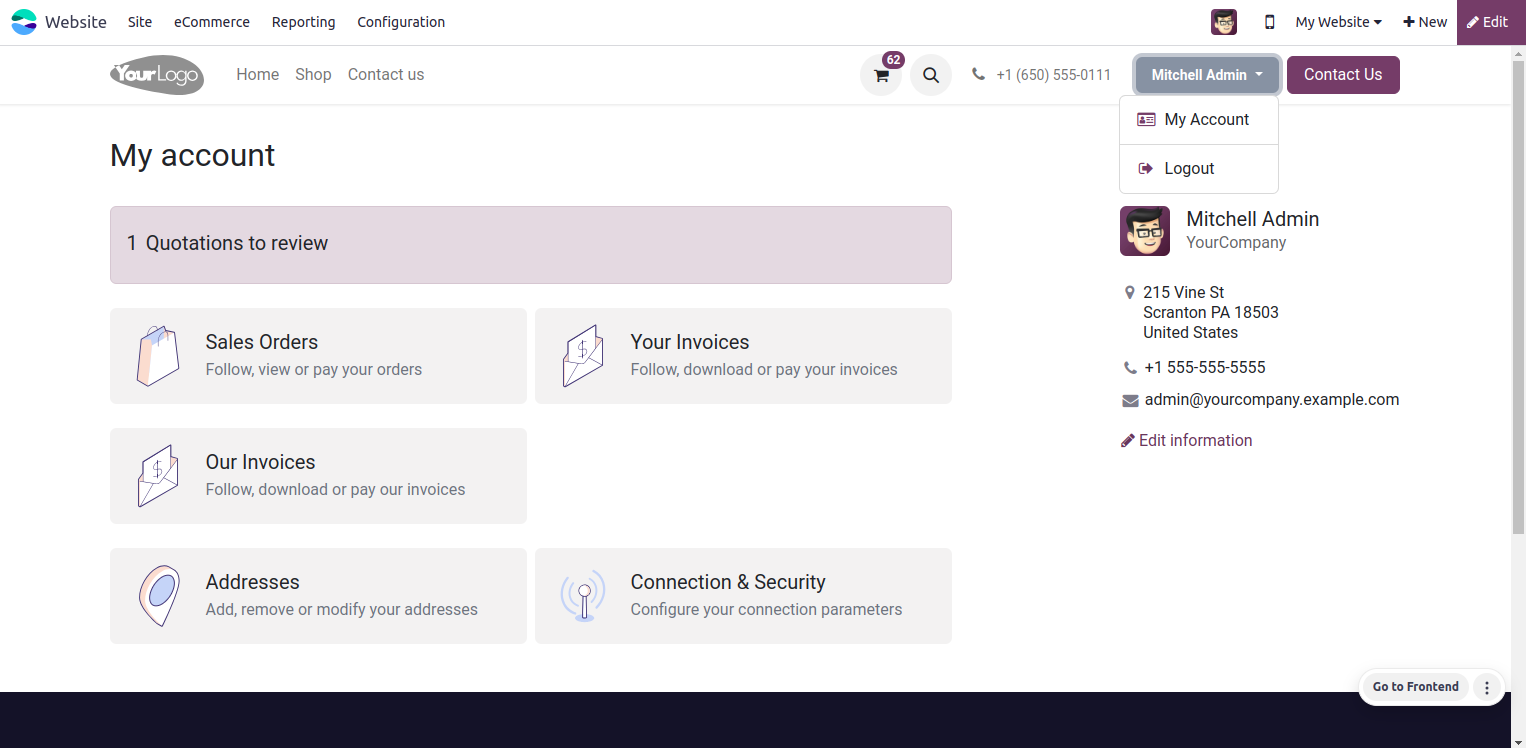 Website Site eCommerce Reporting Configuration My Website New Edit
YourLogo Home Shop Contact us 62 +1 (650) 555-0111 Mitchell Admin Contact Us
My Account
Logout
My account
1 Quotations to review
Sales Orders
Follow, view or pay your orders
Your Invoices
Follow, download or pay your invoices
Our Invoices
Follow, download or pay our invoices
Addresses
Add, remove or modify your addresses
Connection & Security
Configure your connection parameters
Mitchell Admin
YourCompany
215 Vine St
Scranton PA 18503
United States
+1 555-555-5555
admin@yourcompany.example.com
Edit information
Go to Frontend